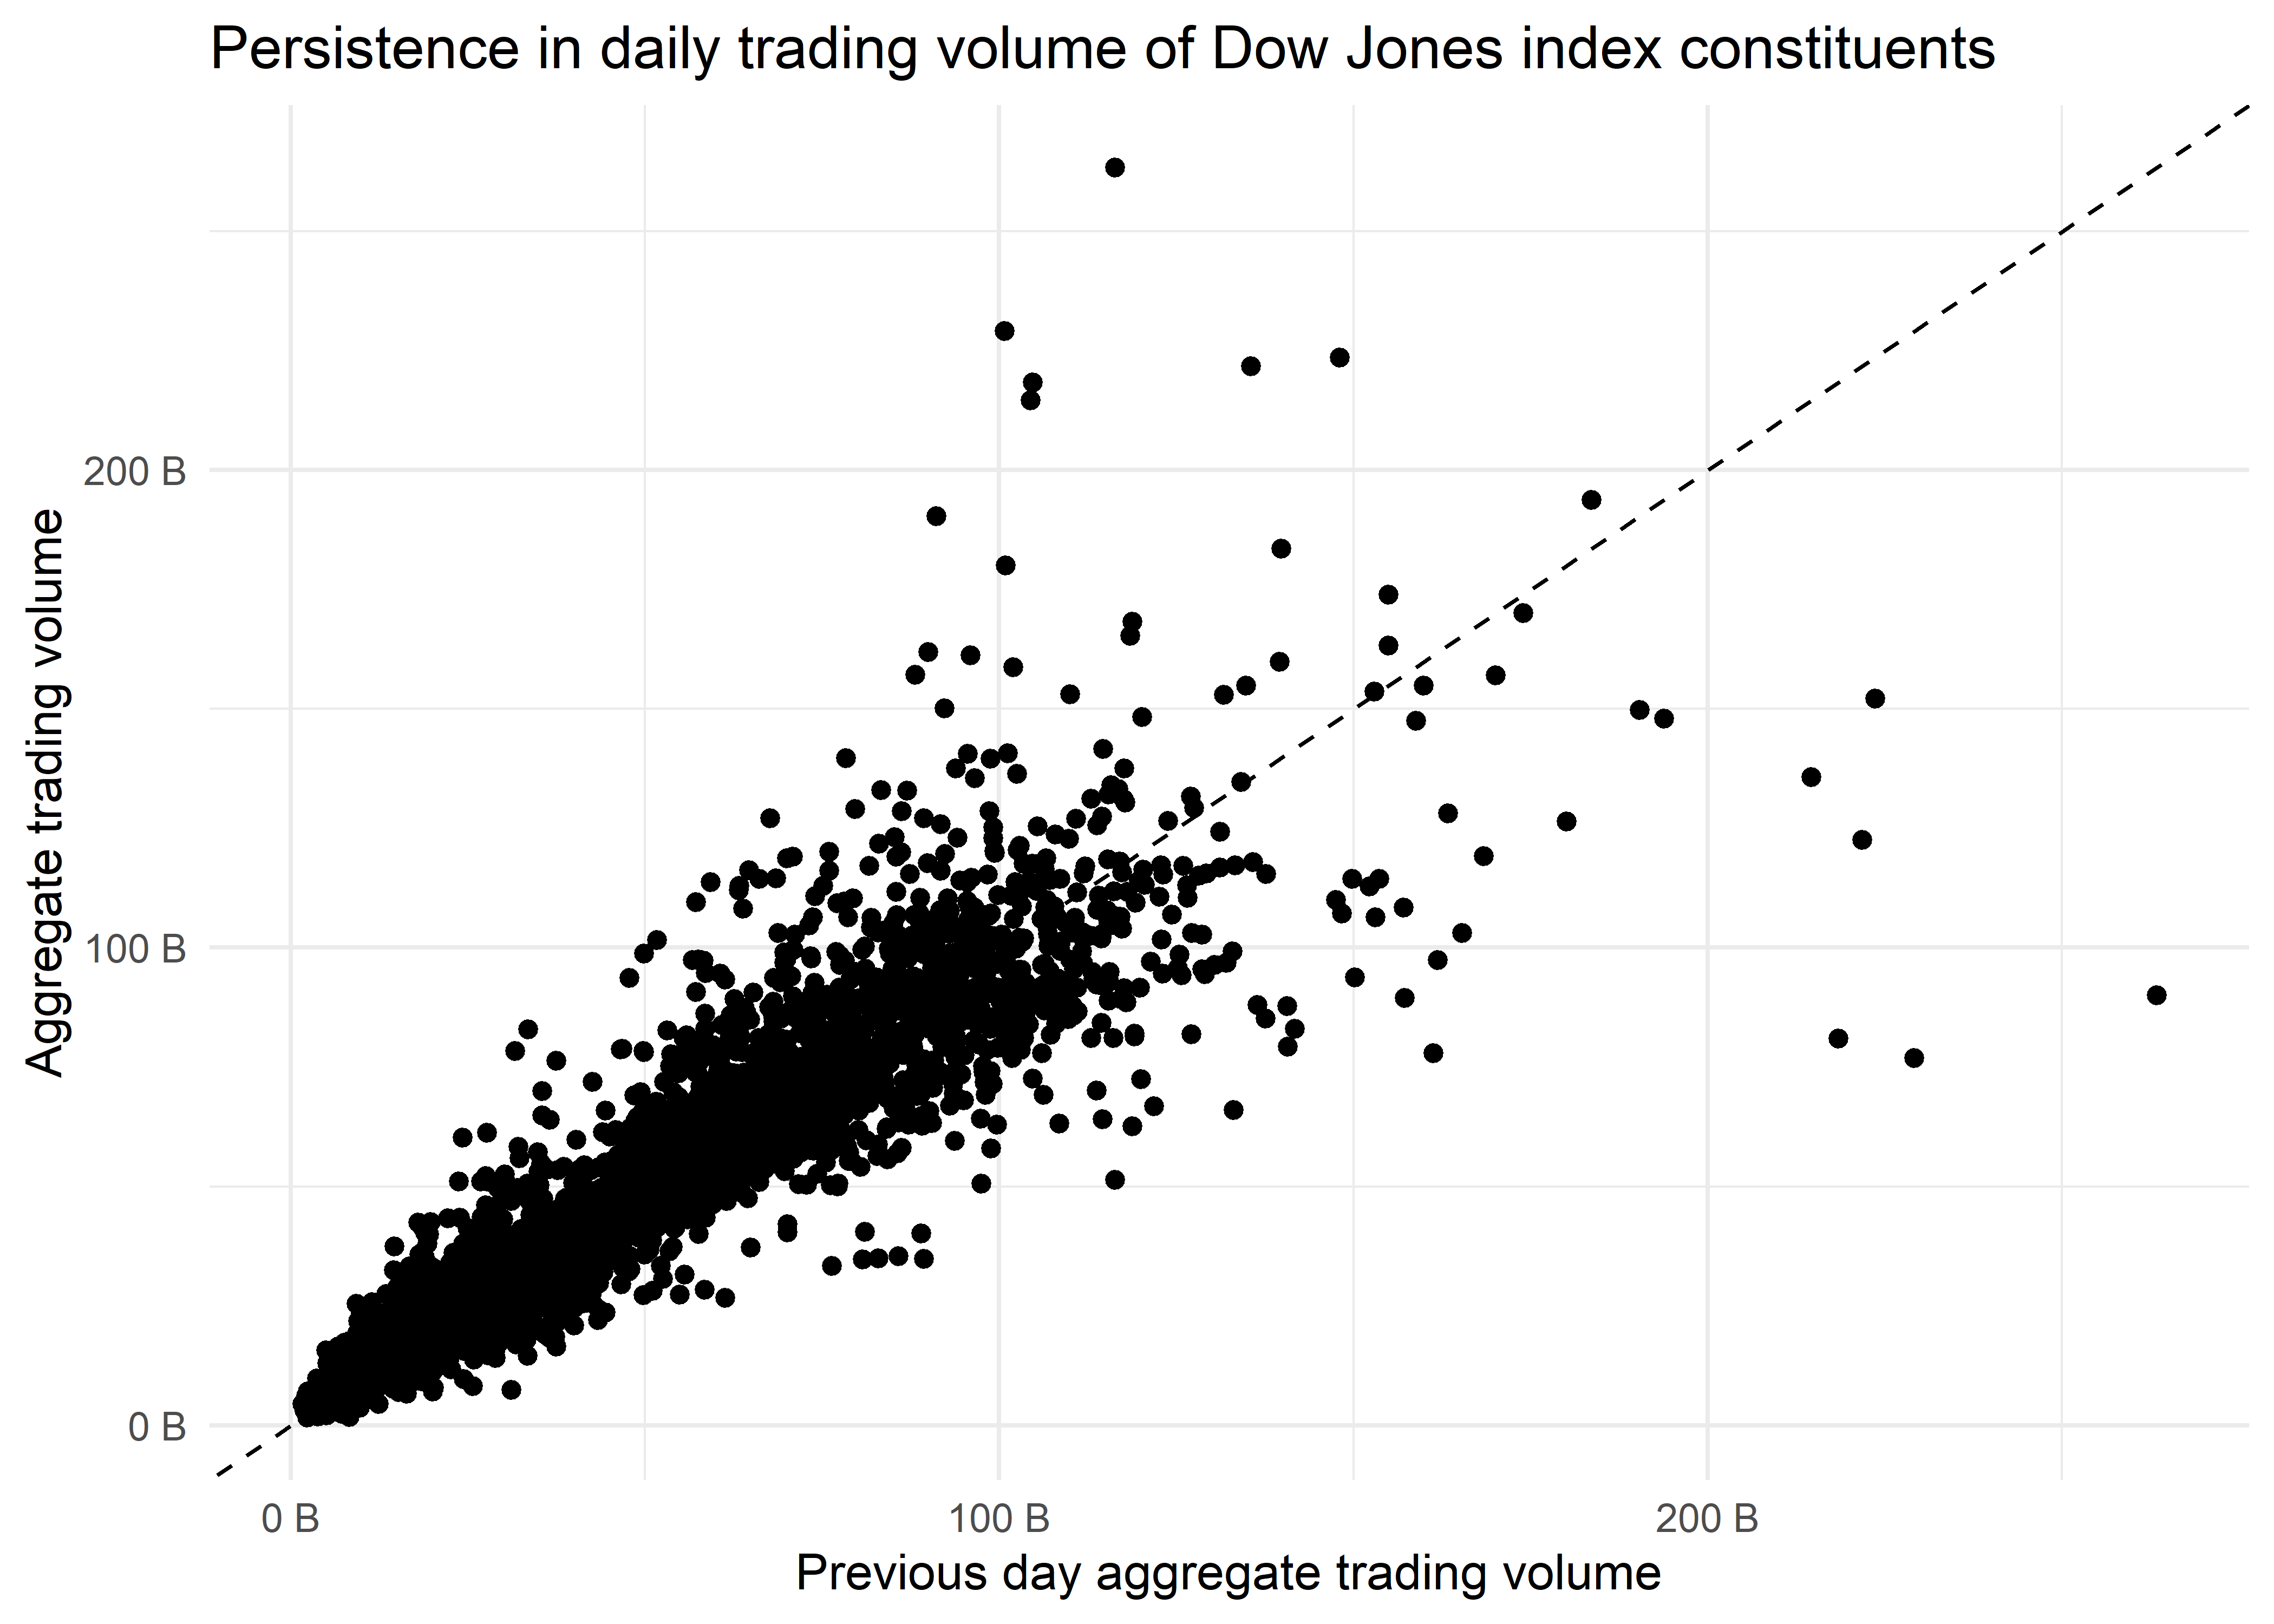 Persistence in daily trading volume of Dow Jones index constituents
Aggregate trading volume
200 B
100 B
0 B
0 B
100 B
200 B
Previous day aggregate trading volume